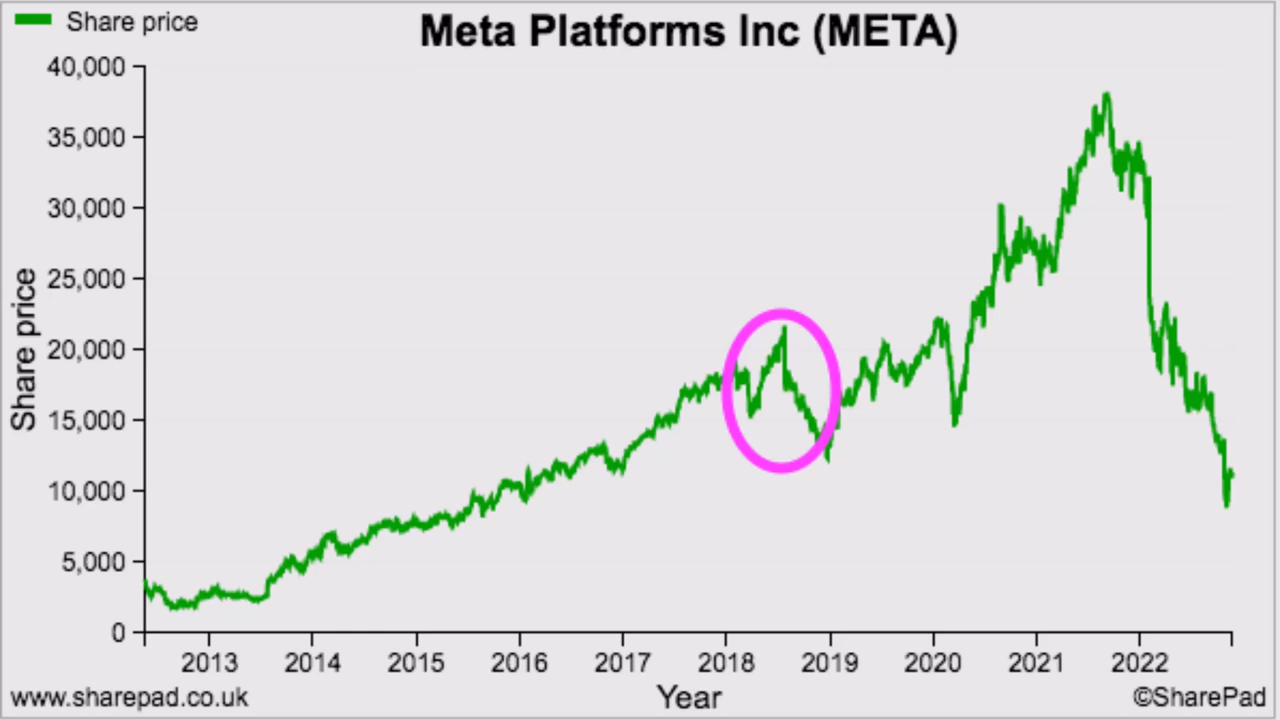 Share price
Meta Platforms Inc (META)
40,000
35,000
30,000
25,000
20,000
15,000
10,000
5,000
0
Share price
2013 2014 2015 2016 2017 2018 2019 2020 2021 2022
www.sharepad.co.uk Year ©SharePad